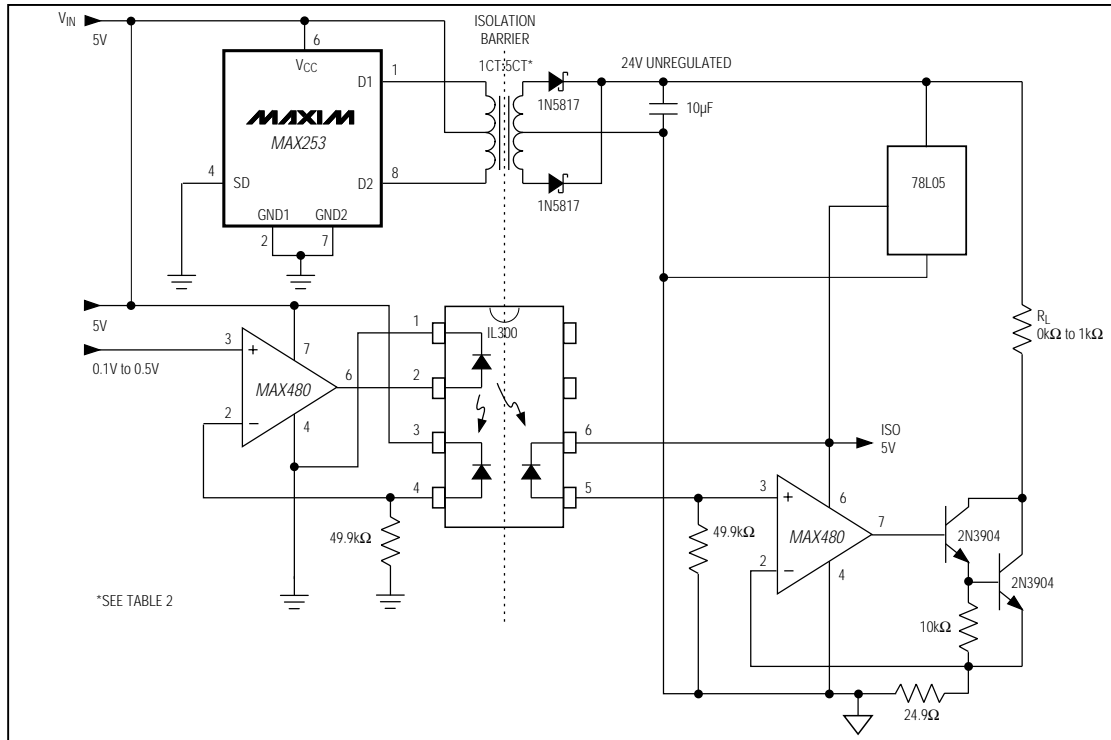 VIN
5V
ISOLATION
BARRIER
1CT:5CT*
24V UNREGULATED
6
VCC
D1
1
MAXIM
MAX253
1N5817
10µF
4
SD
D2
8
1N5817
78L05
GND1
GND2
2
7
5V
0.1V to 0.5V
3
+
7
MAX480
6
2
−
4
1
IL300
2
3
4
6
5
RL
0kΩ to 1kΩ
ISO
5V
49.9kΩ
49.9kΩ
3
+
6
MAX480
7
2
−
4
2N3904
2N3904
10kΩ
24.9Ω
*SEE TABLE 2